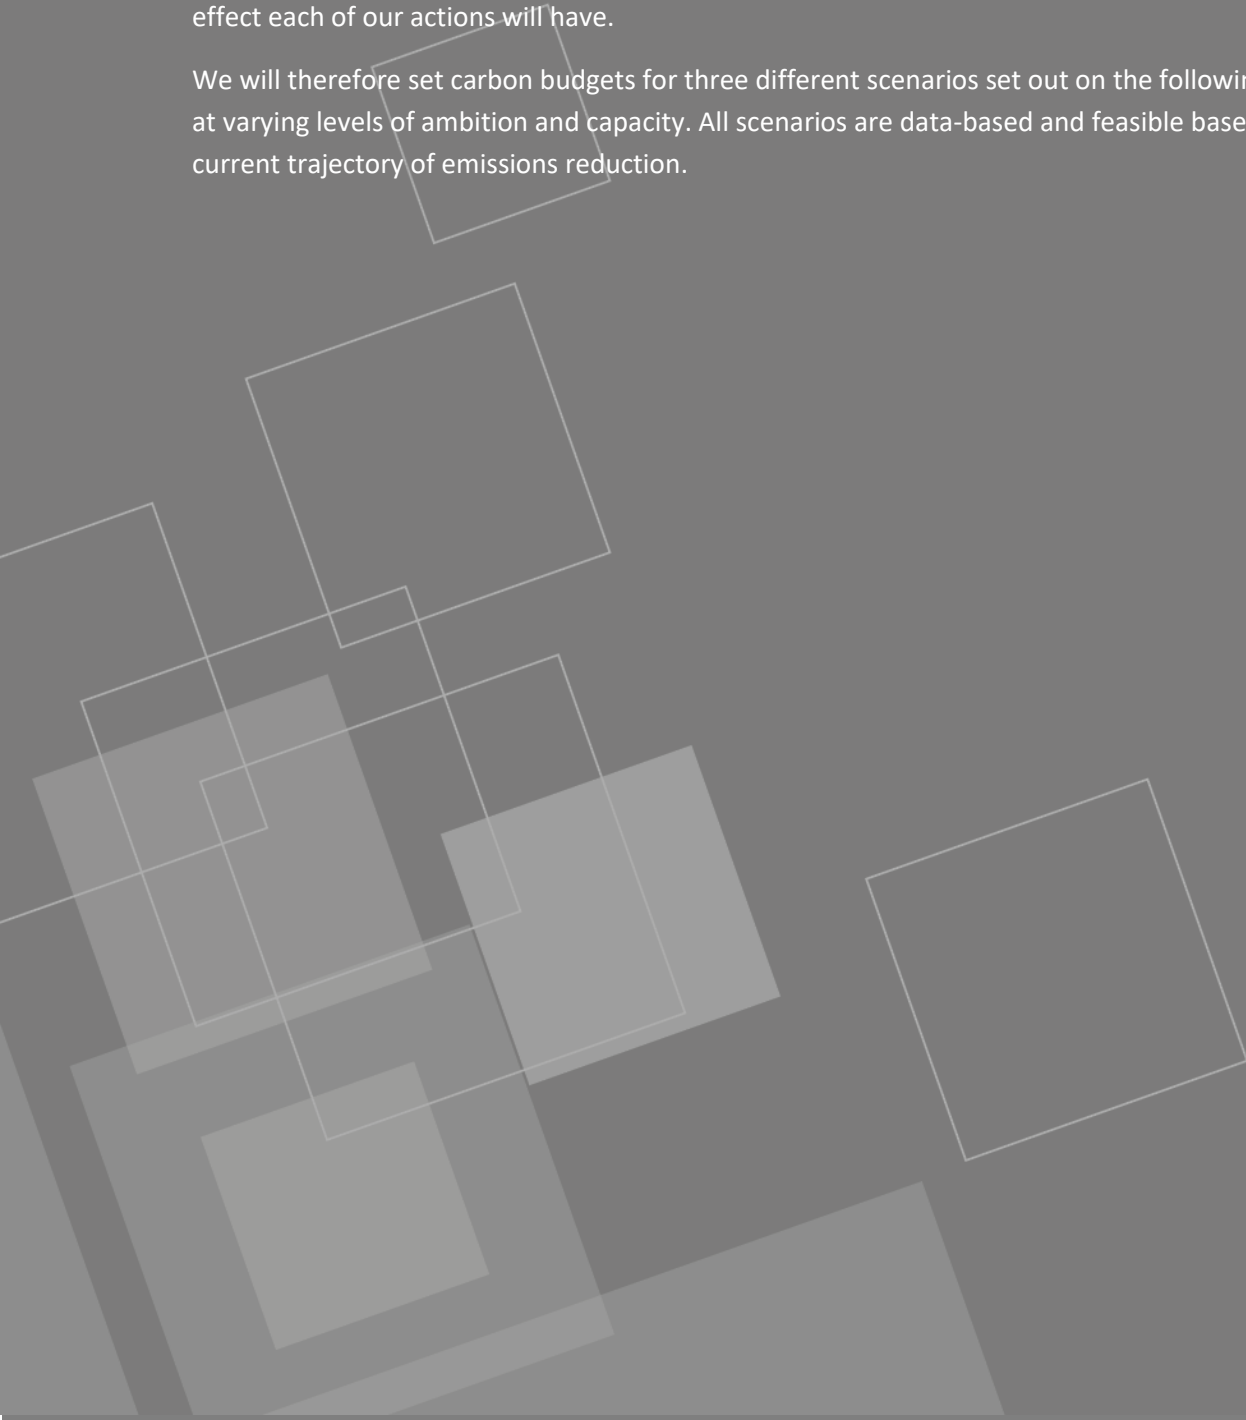 effect each of our actions will have.
We will therefore set carbon budgets for three different scenarios set out on the
at varying levels of ambition and capacity. All scenarios are data-based and feasible
current trajectory of emissions reduction.